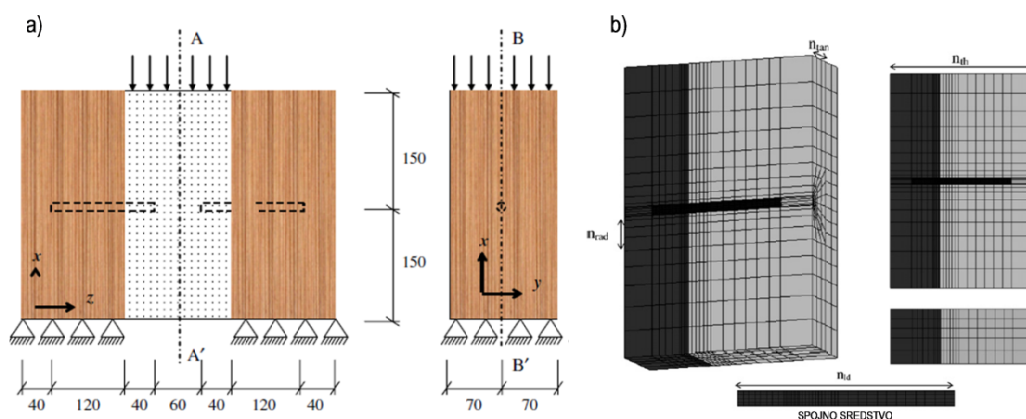 a)
A
B
b)
n_tan
n_th
150
150
n_rad
x
z
x
y
A′
B′
40 120 40 60 40 120 40
70 70
n_ld
SPOJNO SREDSTVO